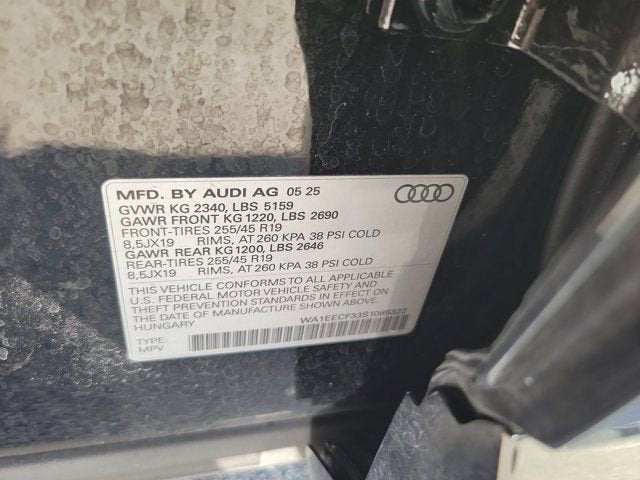 MFD. BY AUDI AG 05 25
GVWR KG 2340, LBS 5159
GAWR FRONT KG 1220, LBS 2690
FRONT-TIRES 255/45 R19
8,5JX19 RIMS, AT 260 KPA 38 PSI COLD
GAWR REAR KG 1200, LBS 2646
REAR-TIRES 255/45 R19
8,5JX19 RIMS, AT 260 KPA 38 PSI COLD
THIS VEHICLE CONFORMS TO ALL APPLICABLE
U.S. FEDERAL MOTOR VEHICLE SAFETY AND
THEFT PREVENTION STANDARDS IN EFFECT ON
THE DATE OF MANUFACTURE SHOWN ABOVE.
HUNGARY
WA1EECF33S1086322
TYPE:
MPV